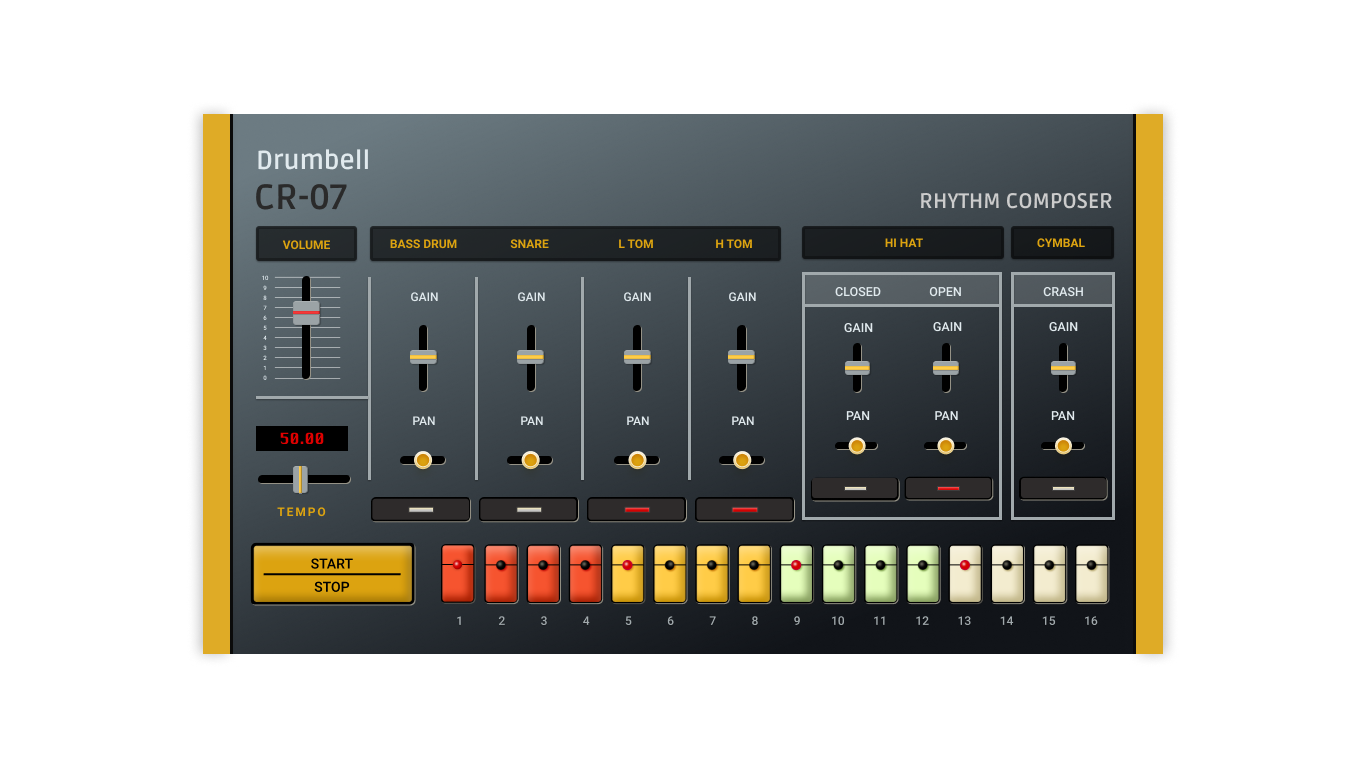 Drumbell
CR-07
RHYTHM COMPOSER
VOLUME
BASS DRUM SNARE L TOM H TOM
HI HAT
CYMBAL
10
9
8
7
6
5
4
3
2
1
0
GAIN GAIN GAIN GAIN
CLOSED OPEN
CRASH
GAIN GAIN GAIN
PAN PAN PAN PAN
PAN PAN PAN
50.00
TEMPO
START
STOP
1 2 3 4 5 6 7 8 9 10 11 12 13 14 15 16